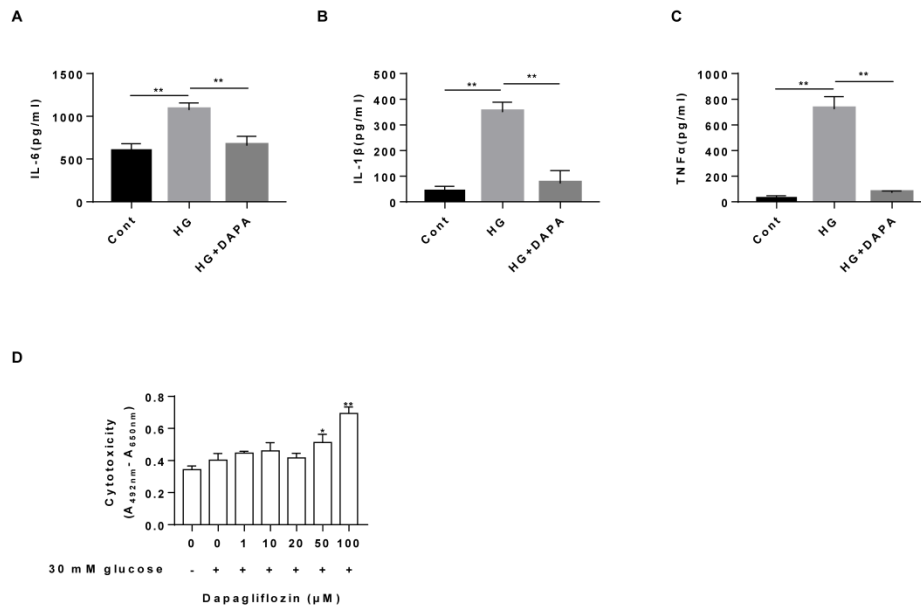 A
B
C
IL-6(pg/ml)
1500
1000
500
0
**
**
Cont
HG
HG+DAPA
IL-1β(pg/ml)
500
400
300
200
100
0
**
**
Cont
HG
HG+DAPA
TNFα(pg/ml)
1000
800
600
400
200
0
**
**
Cont
HG
HG+DAPA
D
Cytotoxicity
(A492nm- A650nm)
0.8
0.6
0.4
0.2
0.0
*
**
0 0 1 10 20 50 100
30 mM glucose - + + + + + +
Dapagliflozin (μM)